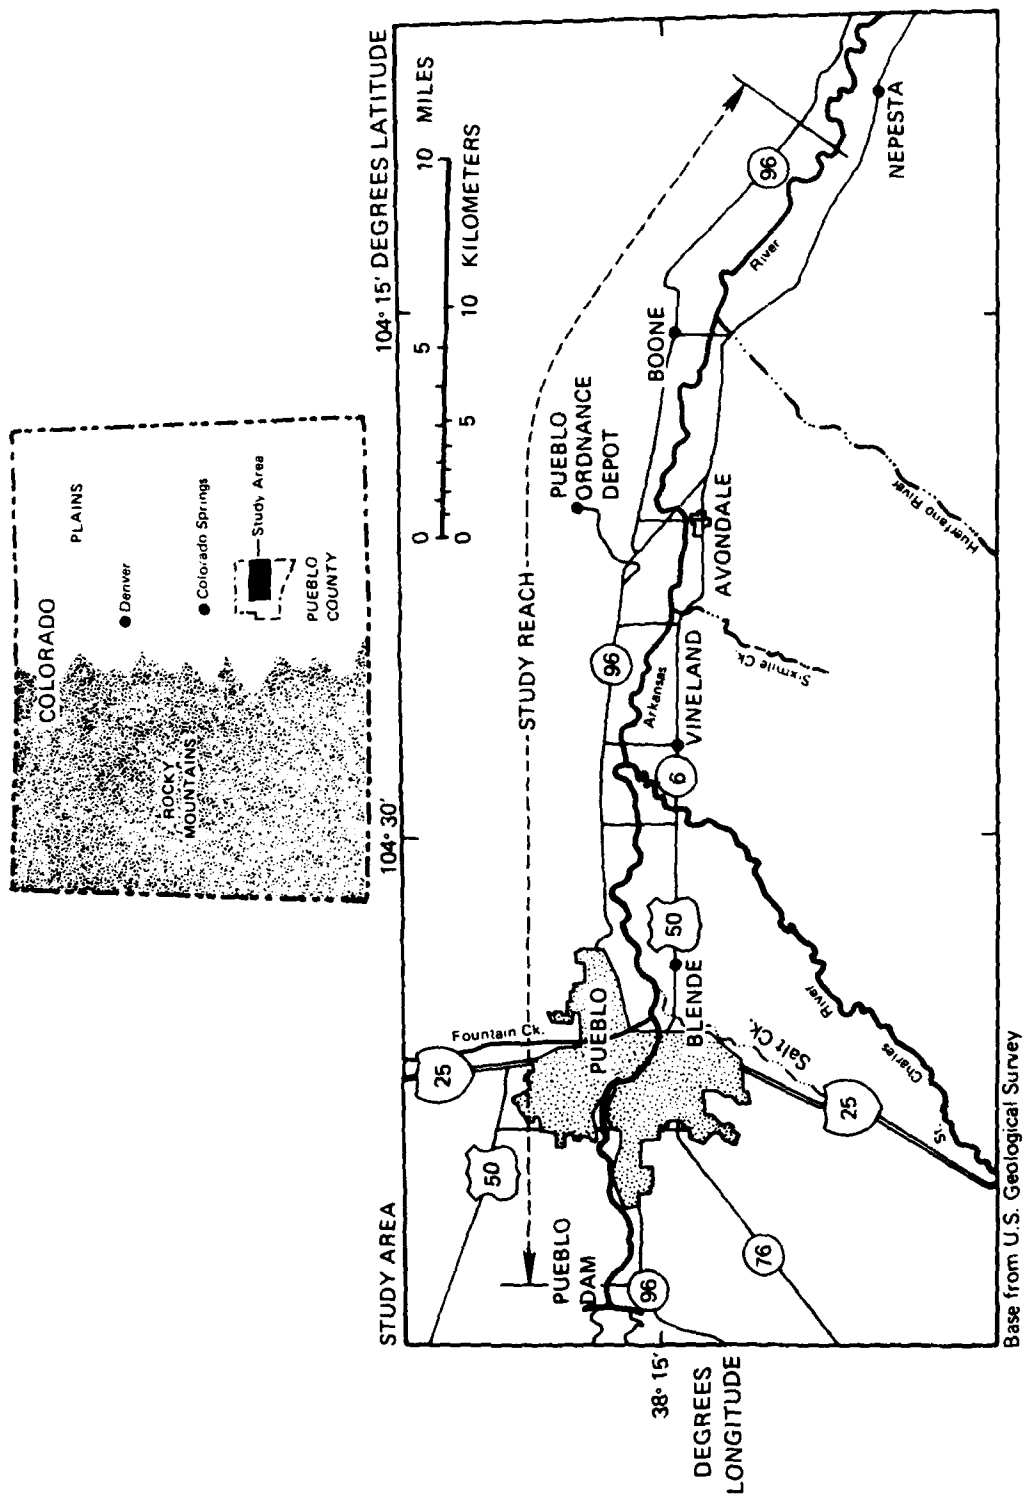 COLORADO
PLAINS
Denver
ROCKY
MOUNTAINS
Colorado Springs
Study Area
PUEBLO
COUNTY
STUDY AREA
104° 30'
104° 15' DEGREES LATITUDE
0 5 10 MILES
0 5 10 KILOMETERS
50
25
Fountain Ck.
STUDY REACH
PUEBLO
DAM
PUEBLO
96
PUEBLO
ORDNANCE
DEPOT
BOONE
96
38° 15'
DEGREES
LONGITUDE
96
76
BLENDE
50
6
VINELAND
Arkansas
AVONDALE
River
NEPESTA
Salt Ck.
25
St.
Charles
River
Sixmile Ck.
Huerfano River
Base from U.S. Geological Survey